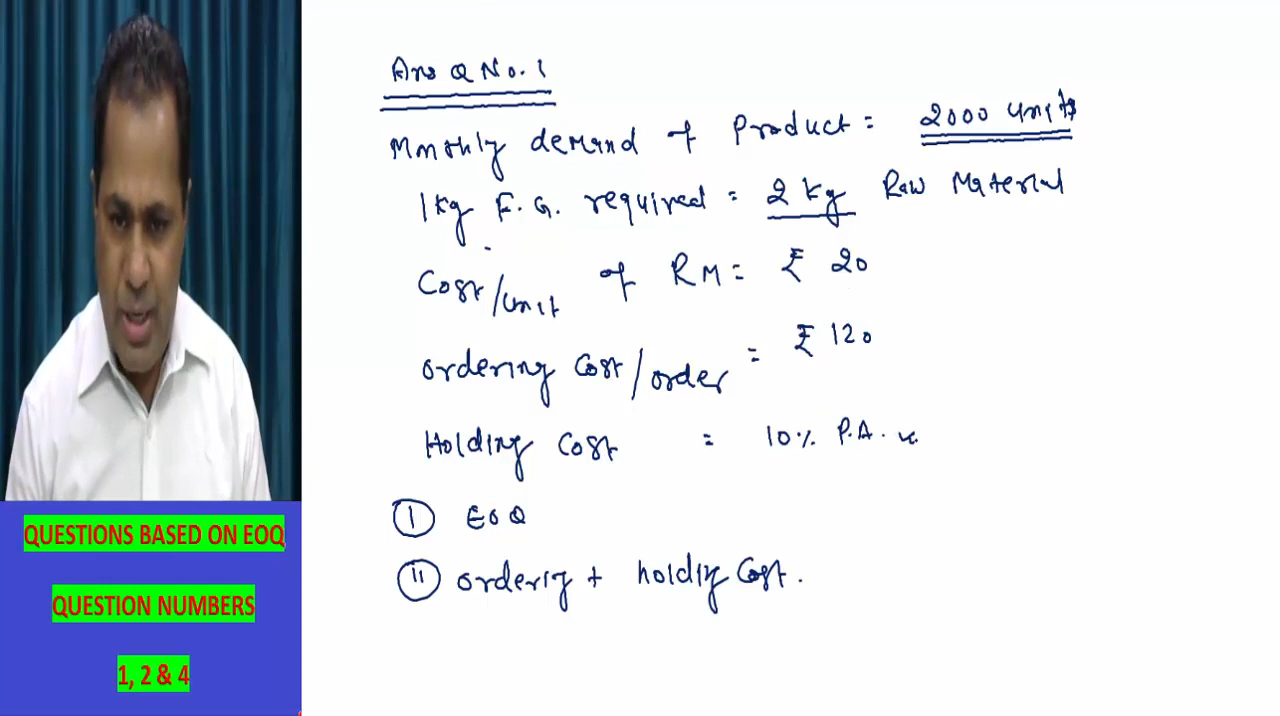 Ans Q No. 1
Monthly demand of Product = 2000 units
1kg F.G. required = 2 kg Raw Material
Cost/unit of RM = ₹ 20
ordering Cost/order = ₹ 120
Holding Cost = 10% P.A.
I EOQ
II ordering + holding Cost.
QUESTIONS BASED ON EOQ
QUESTION NUMBERS
1, 2 & 4